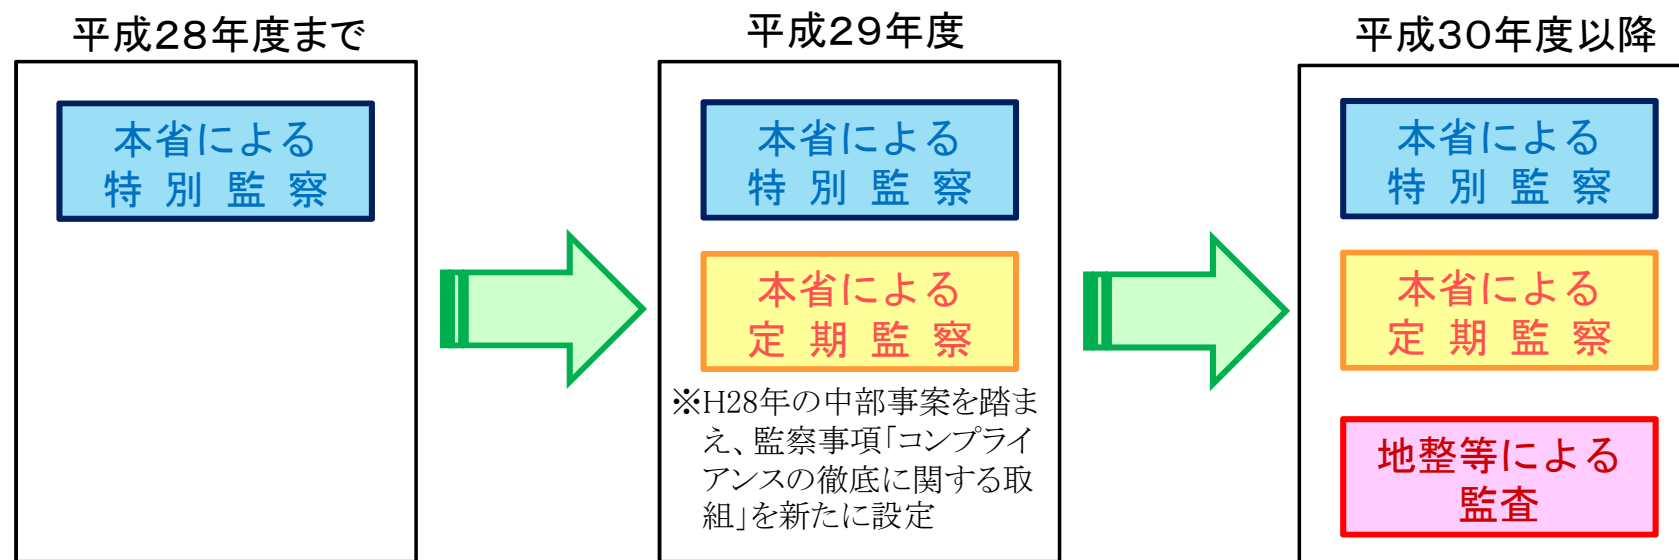 平成28年度まで
本省による
特別監察
平成29年度
本省による
特別監察
本省による
定期監察
※H28年の中部事案を踏ま
え、監察事項「コンプライ
アンスの徹底に関する取
組」を新たに設定
平成30年度以降
本省による
特別監察
本省による
定期監察
地整等による
監査